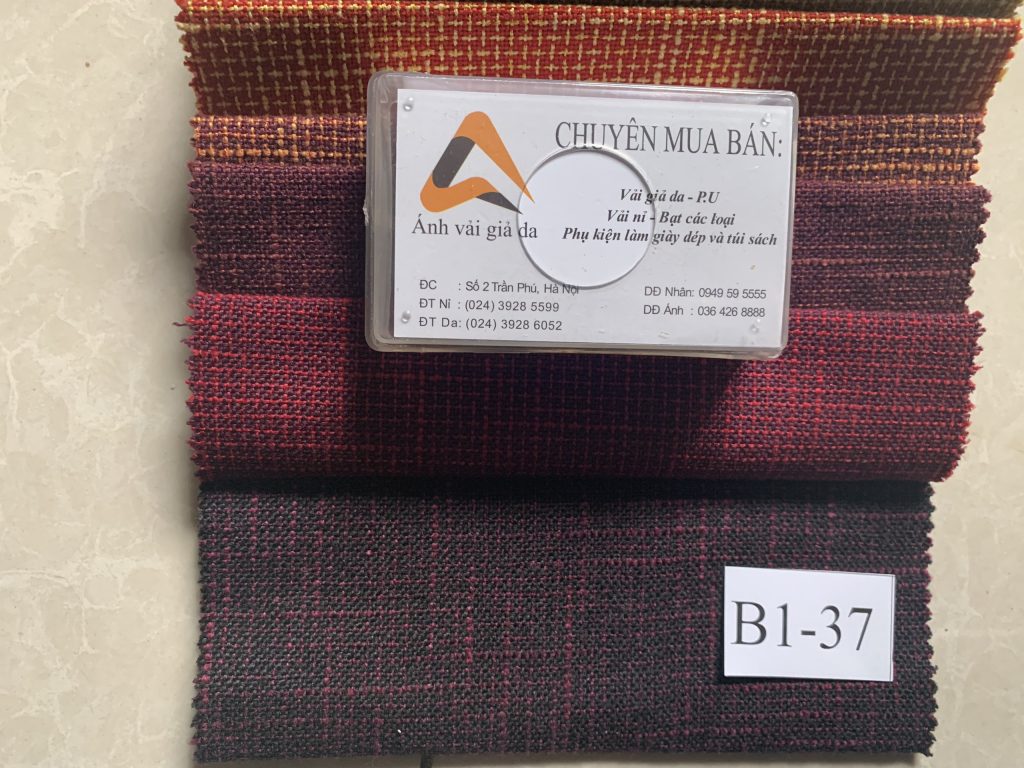 CHUYÊN MUA BÁN:
Ánh vải giả da
Vải giả da - P.U
Vải nỉ - Bạt các loại
Phụ kiện làm giày dép và túi sách
ĐC : Số 2 Trần Phú, Hà Nội
ĐT Nỉ : (024) 3928 5599
ĐT Da: (024) 3928 6052
DĐ Nhân: 0949 59 5555
DĐ Ánh : 036 426 8888
B1-37